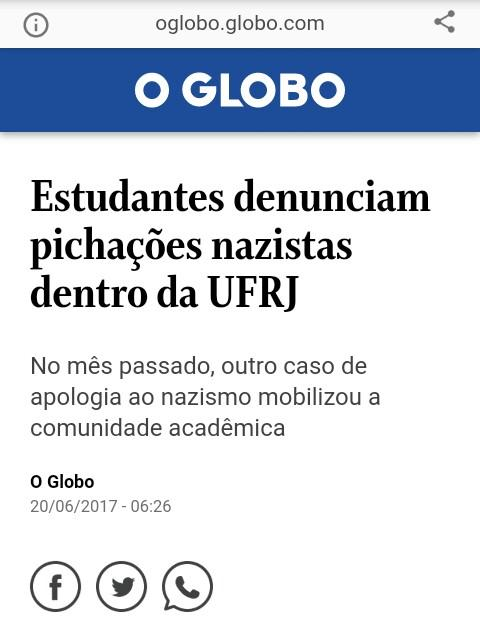 oglobo.globo.com
O GLOBO
Estudantes denunciam
pichações nazistas
dentro da UFRJ
No mês passado, outro caso de
apologia ao nazismo mobilizou a
comunidade acadêmica
O Globo
20/06/2017 - 06:26